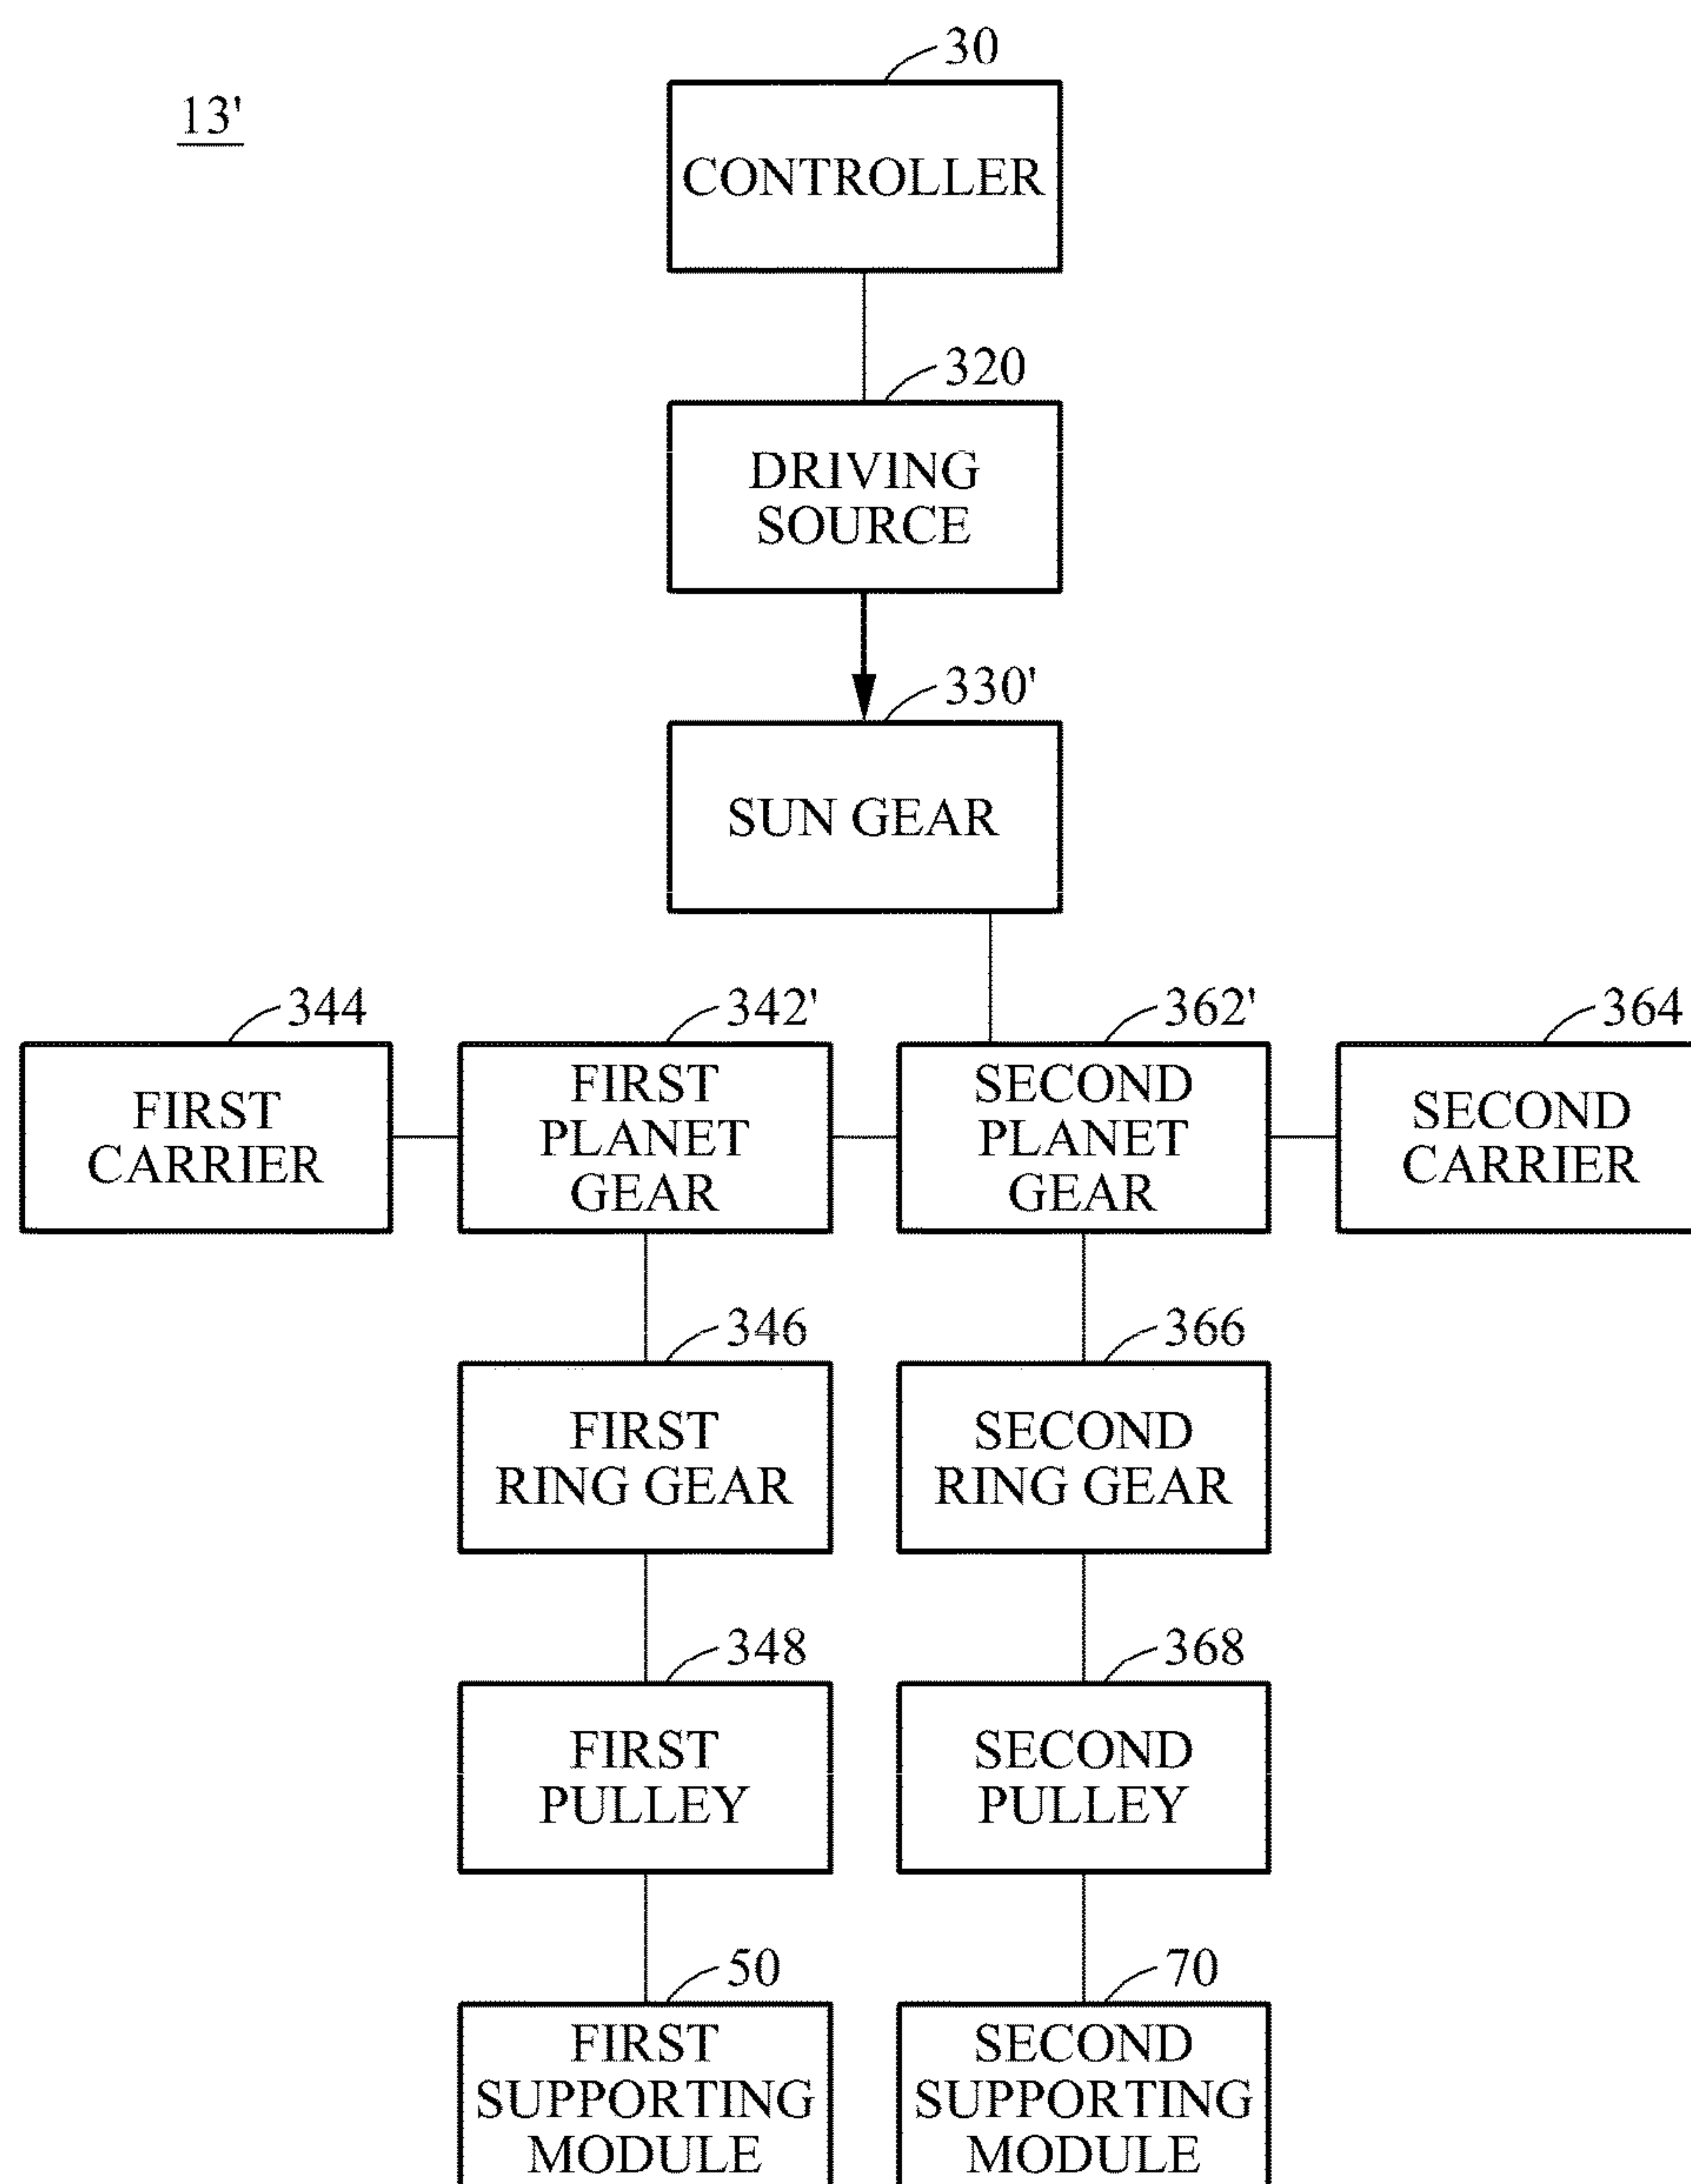 30
13'
CONTROLLER
320
DRIVING
SOURCE
330'
SUN GEAR
344
342'
362'
364
FIRST
CARRIER
FIRST
PLANET
GEAR
SECOND
PLANET
GEAR
SECOND
CARRIER
346
366
FIRST
RING GEAR
SECOND
RING GEAR
348
368
FIRST
PULLEY
SECOND
PULLEY
50
70
FIRST
SUPPORTING
MODULE
SECOND
SUPPORTING
MODULE